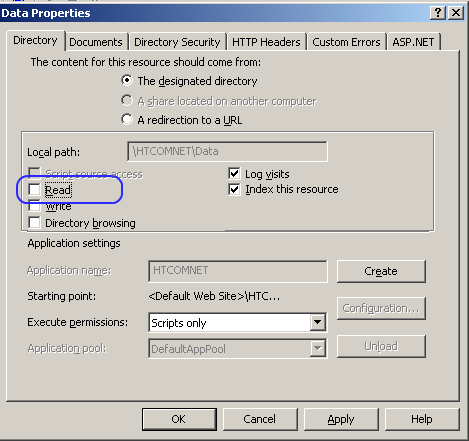 Data Properties
Directory Documents Directory Security HTTP Headers Custom Errors ASP.NET
The content for this resource should come from:
The designated directory
A share located on another computer
A redirection to a URL
Local path: \HTCOMNET\Data
Script source access Log visits
Read Index this resource
Write
Directory browsing
Application settings
Application name: HTCOMNET Create
Starting point: <Default Web Site>\HTC... Configuration...
Execute permissions: Scripts only
Application pool: DefaultAppPool Unload
OK Cancel Apply Help